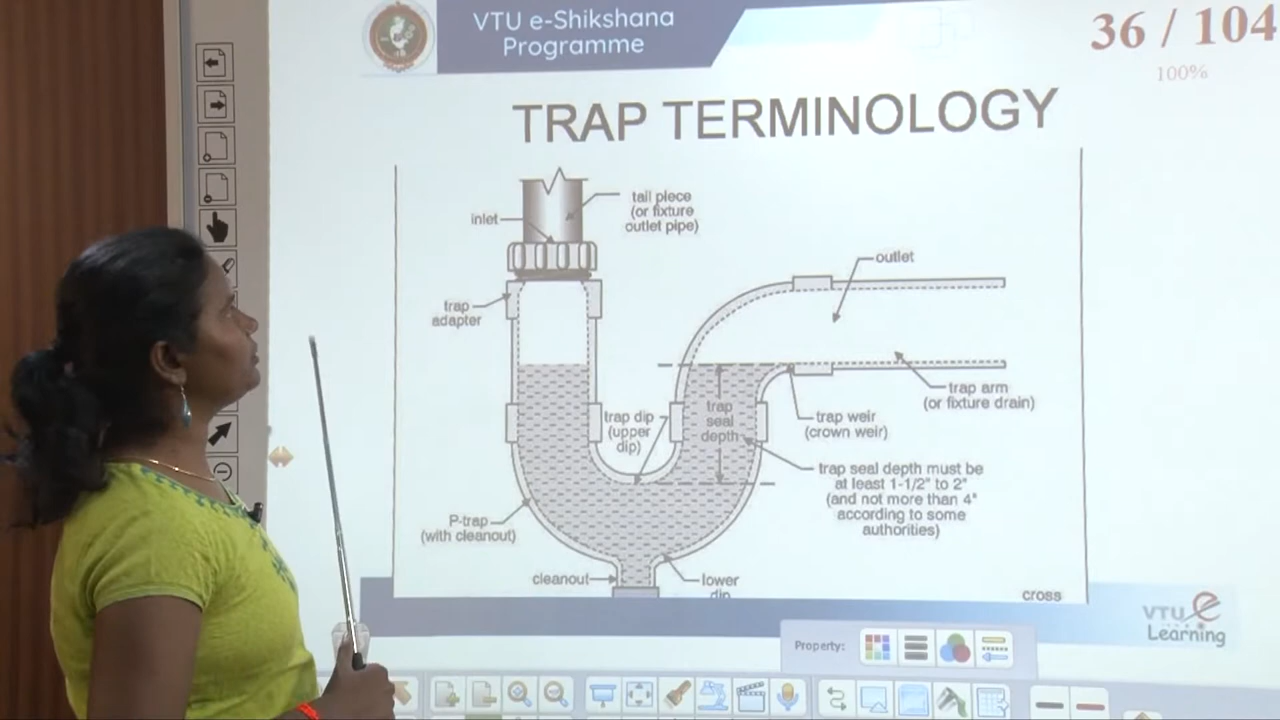 VTU e-Shikshana
Programme
36 / 104
100%
TRAP TERMINOLOGY
inlet
tail piece
(or fixture
outlet pipe)
outlet
trap
adapter
trap dip
(upper
dip)
trap
seal
depth
trap arm
(or fixture drain)
trap weir
(crown weir)
trap seal depth must be
at least 1-1/2" to 2"
(and not more than 4"
according to some
authorities)
P-trap
(with cleanout)
cleanout
lower
dip
cross
VTU e
Learning
Property: